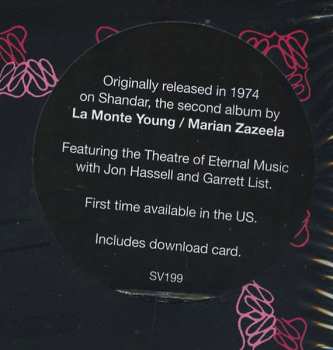 Originally released in 1974
on Shandar, the second album by
La Monte Young / Marian Zazeela
Featuring the Theatre of Eternal Music
with Jon Hassell and Garrett List.
First time available in the US.
Includes download card.
SV199